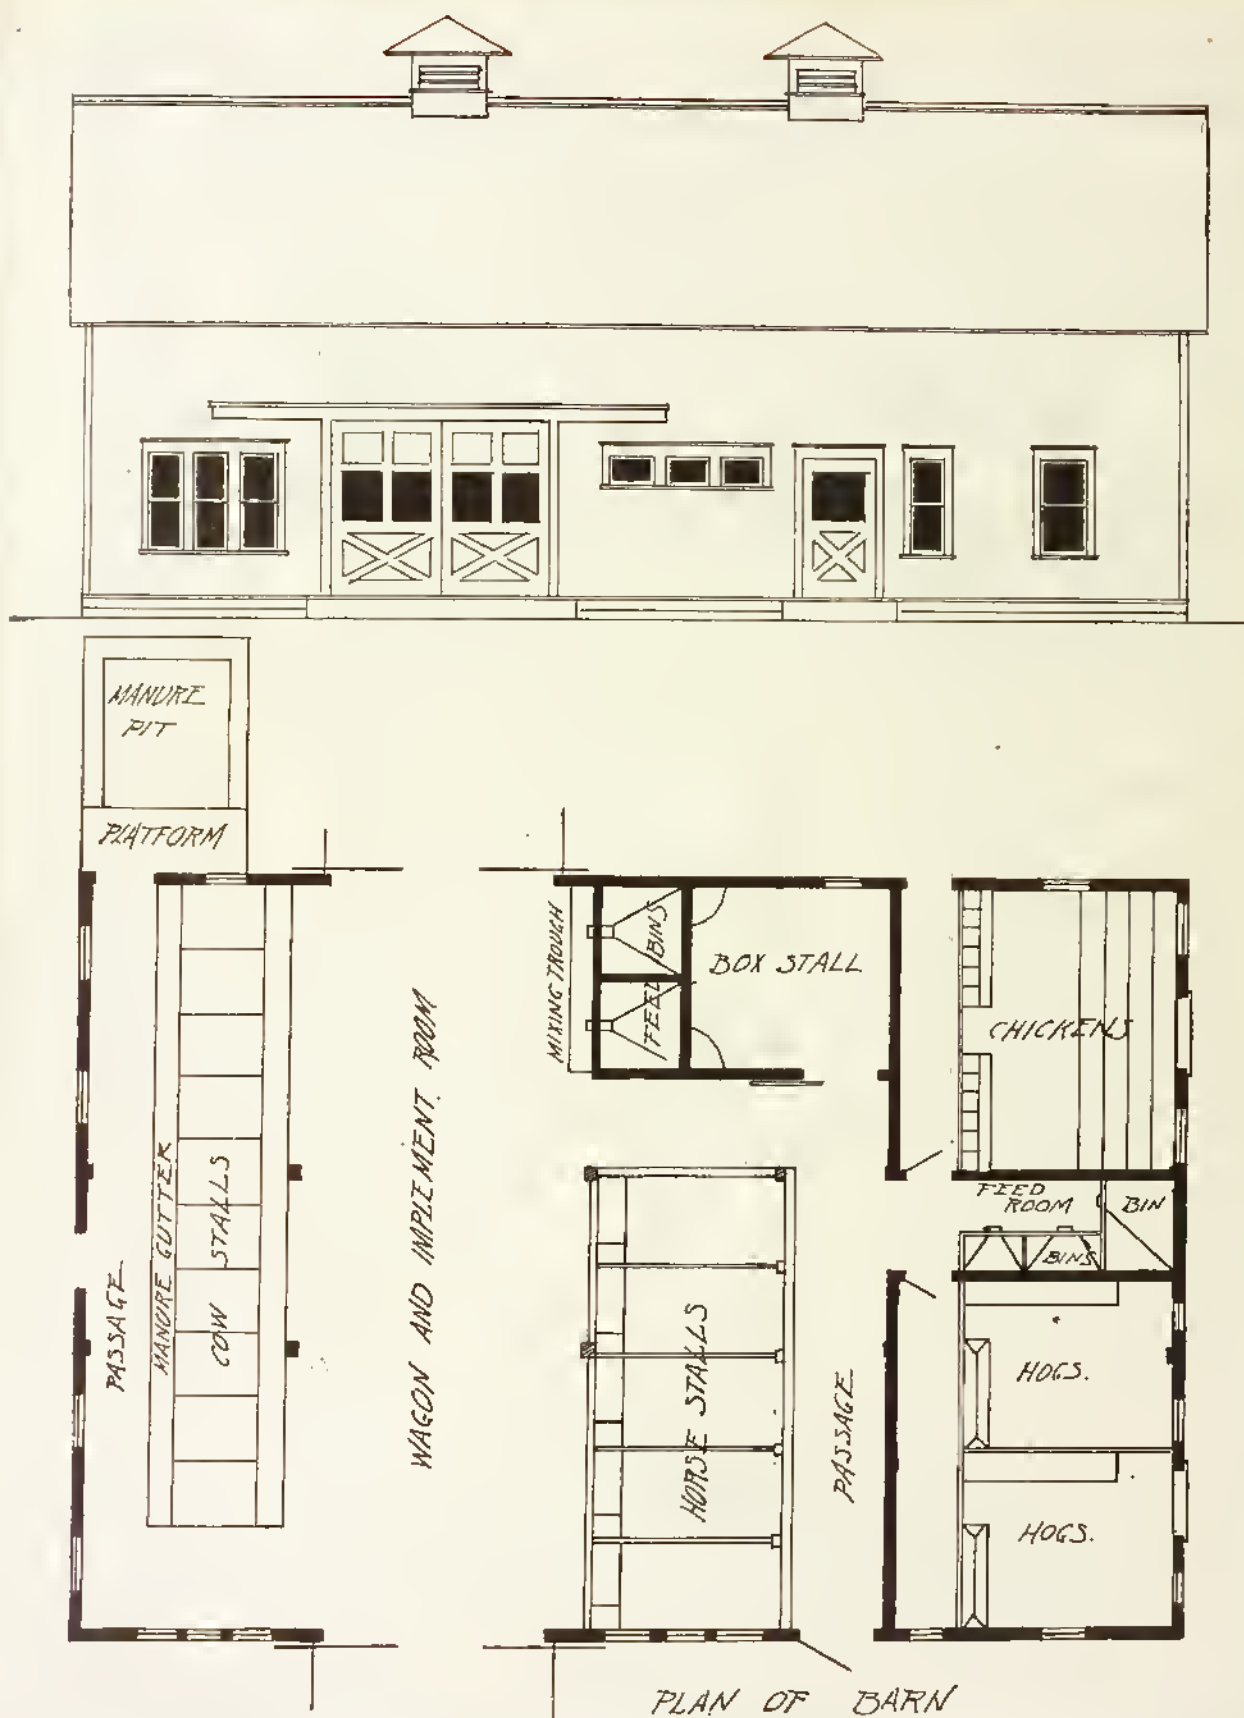 MANURE
PIT
PLATFORM
MIXING TROUGH
FEED
BINS
BOX STALL
CHICKENS
WAGON AND IMPLEMENT ROOM
PASSAGE
MANURE GUTTER
COW STALLS
FEED
ROOM
BIN
BINS
HORSE STALLS
PASSAGE
HOGS.
HOGS.
PLAN OF BARN